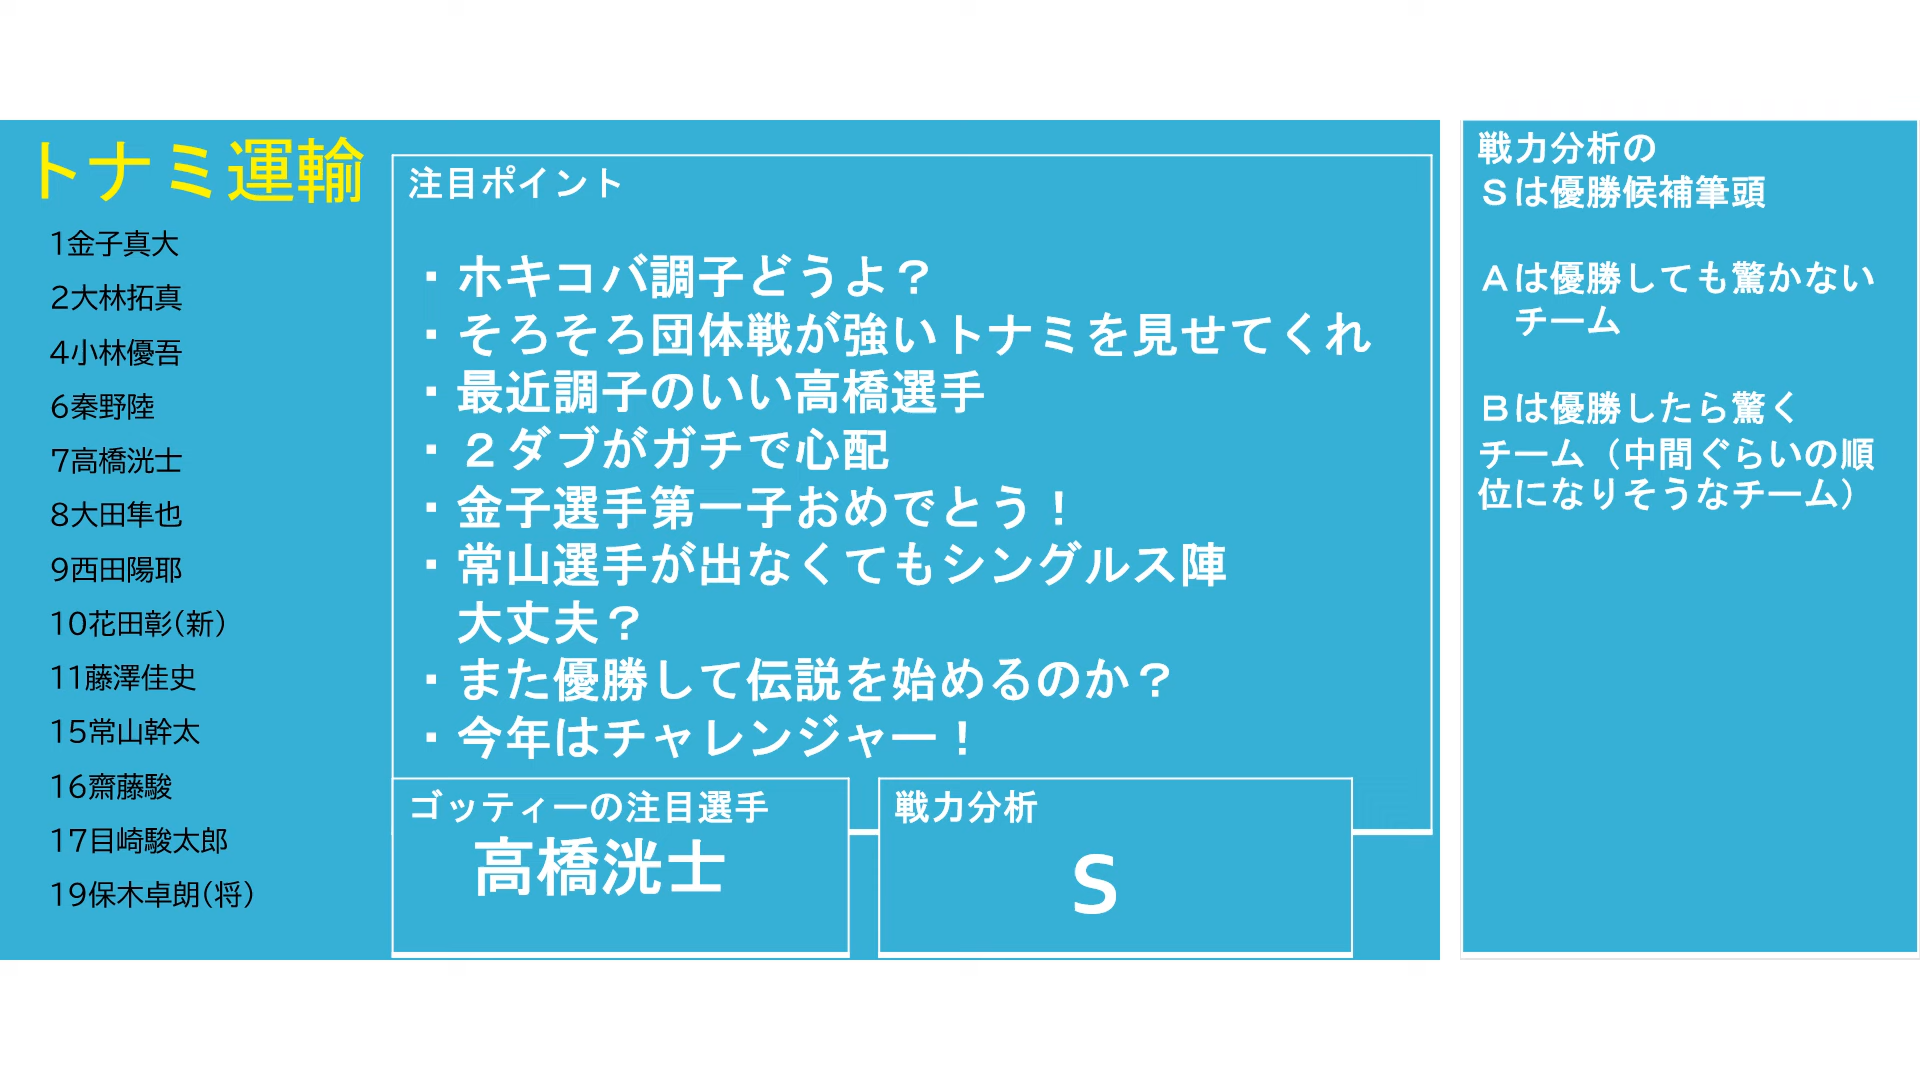 トナミ運輸
1金子真大
2大林拓真
4小林優吾
6秦野陸
7高橋洸士
8大田隼也
9西田陽耶
10花田彰(新)
11藤澤佳史
15常山幹太
16齋藤駿
17目崎駿太郎
19保木卓朗(将)
注目ポイント
・ホキコバ調子どうよ？
・そろそろ団体戦が強いトナミを見せてくれ
・最近調子のいい高橋選手
・２ダブがガチで心配
・金子選手第一子おめでとう！
・常山選手が出なくてもシングルス陣
大丈夫？
・また優勝して伝説を始めるのか？
・今年はチャレンジャー！
ゴッティーの注目選手
高橋洸士
戦力分析
S
戦力分析の
Ｓは優勝候補筆頭
Ａは優勝しても驚かない
チーム
Ｂは優勝したら驚く
チーム（中間ぐらいの順
位になりそうなチーム）